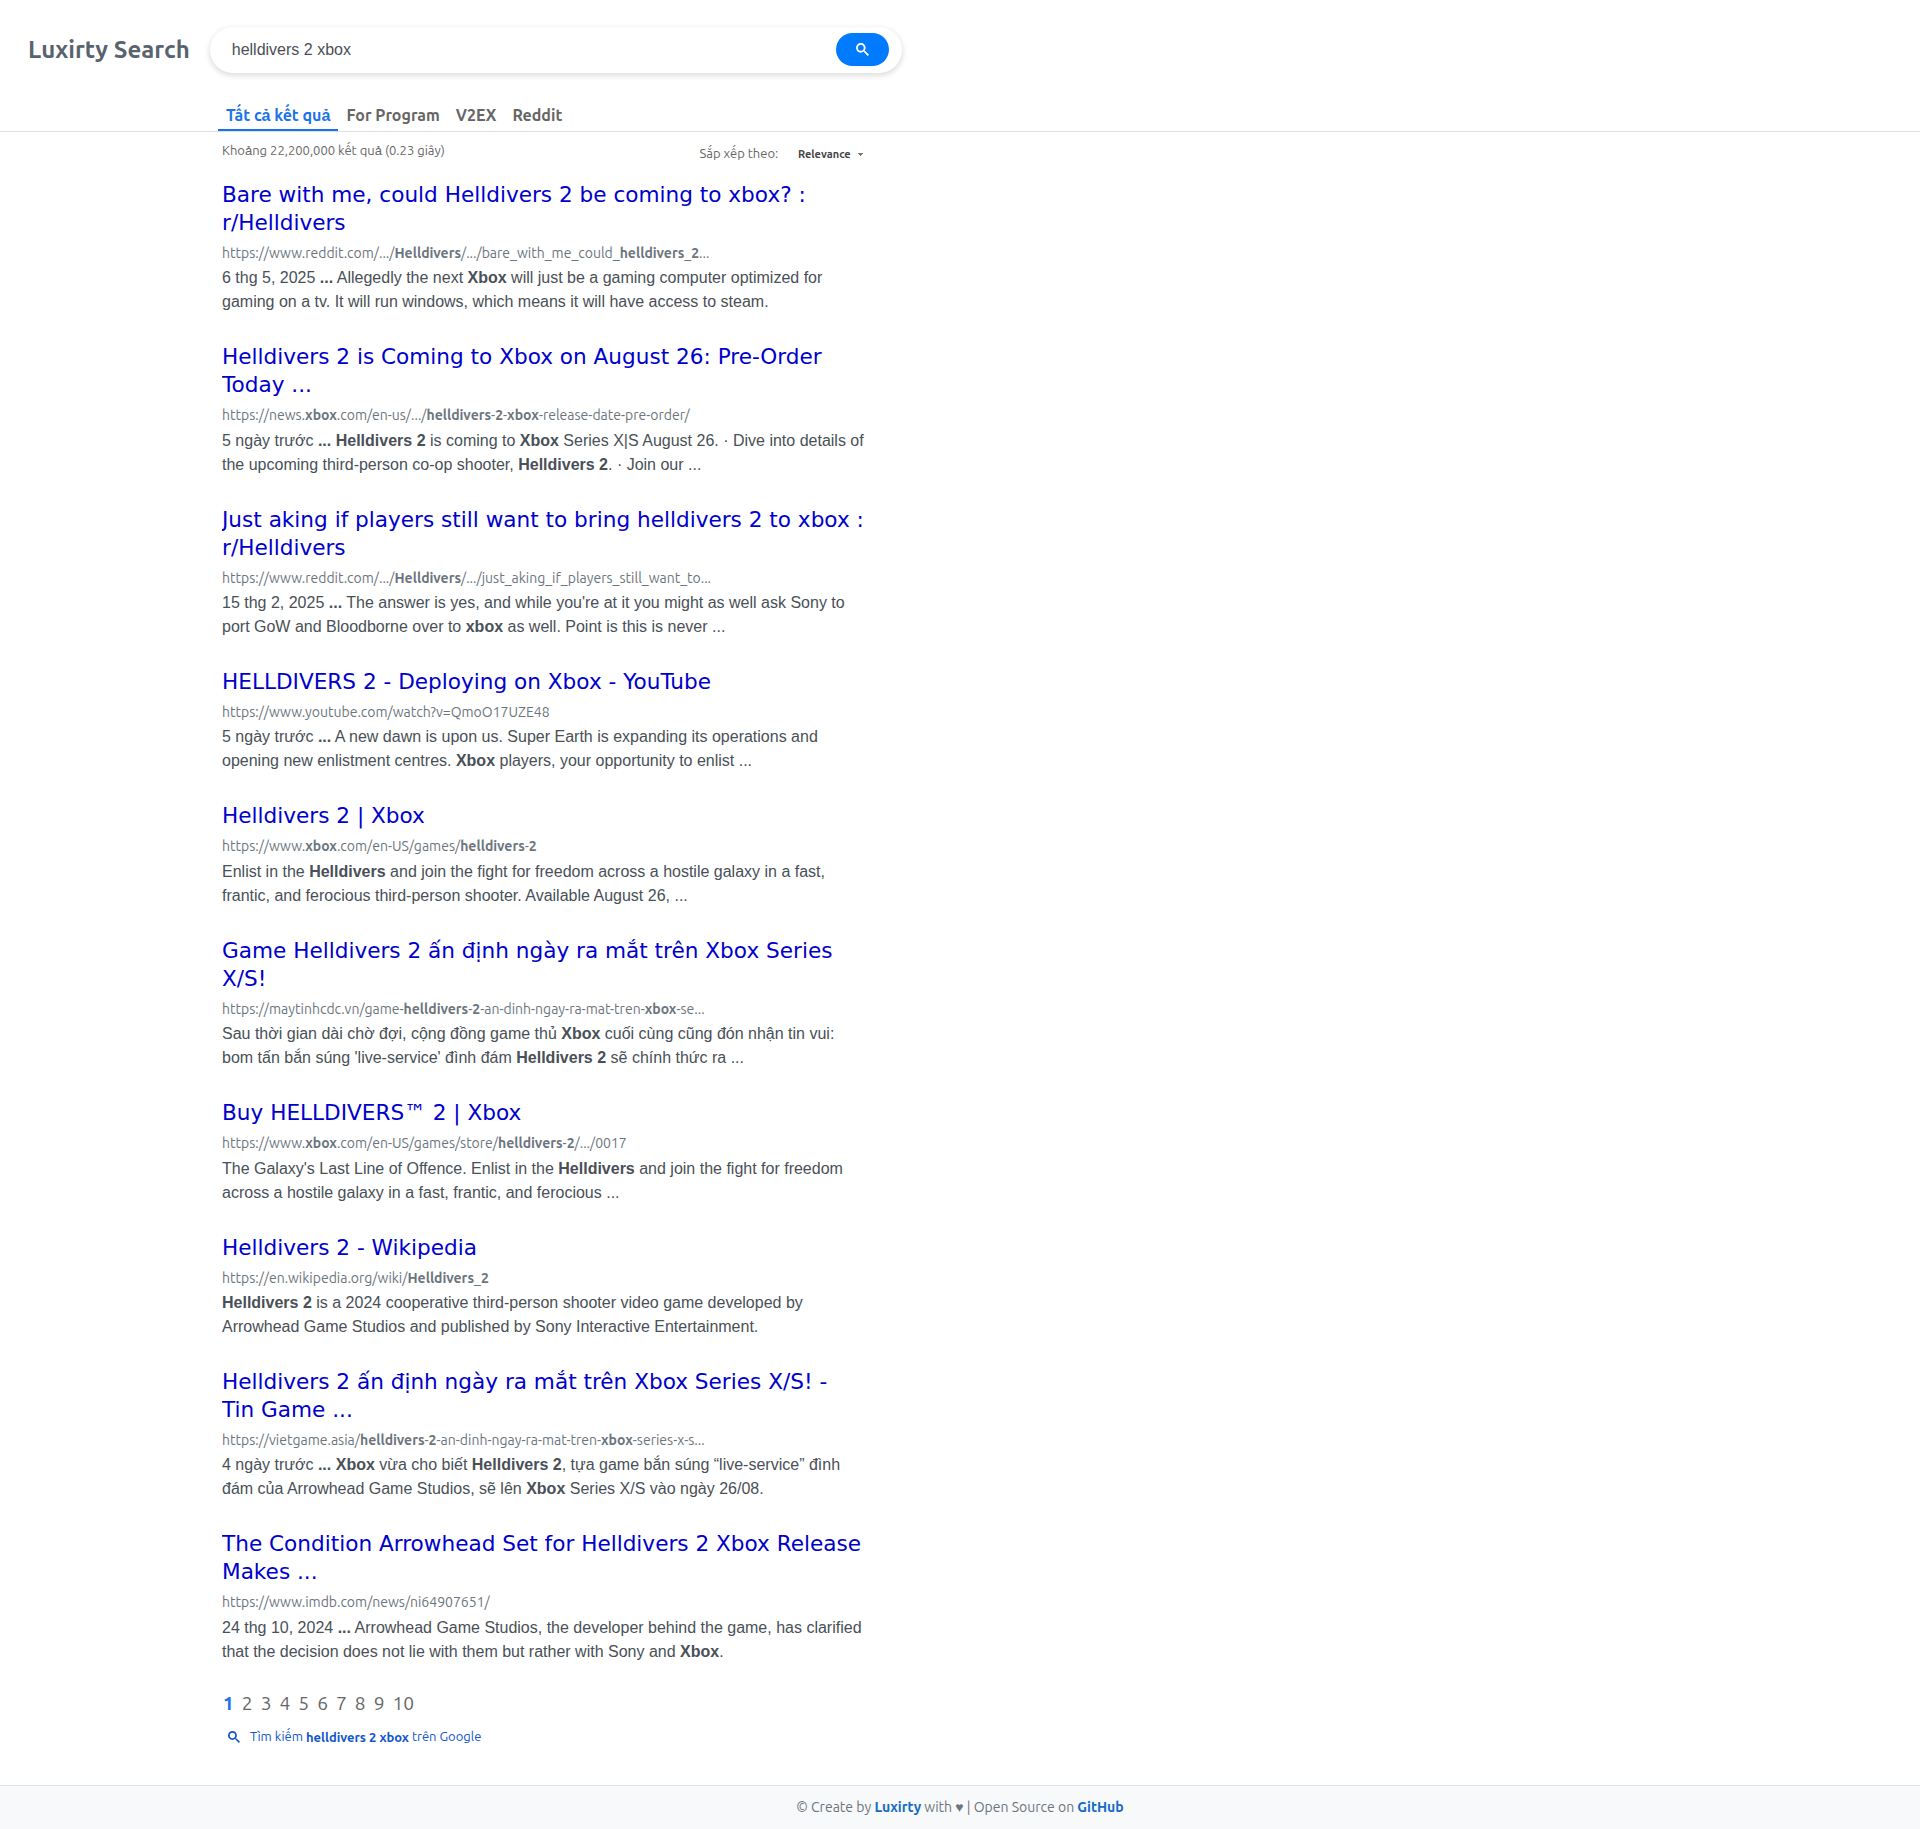 Luxirty Search
helldivers 2 xbox
Tất cả kết quả For Program V2EX Reddit
Khoảng 22,200,000 kết quả (0.23 giây)
Sắp xếp theo: Relevance
Bare with me, could Helldivers 2 be coming to xbox? :
r/Helldivers
https://www.reddit.com/.../Helldivers/.../bare_with_me_could_helldivers_2...
6 thg 5, 2025 ... Allegedly the next Xbox will just be a gaming computer optimized for
gaming on a tv. It will run windows, which means it will have access to steam.
Helldivers 2 is Coming to Xbox on August 26: Pre-Order
Today ...
https://news.xbox.com/en-us/.../helldivers-2-xbox-release-date-pre-order/
5 ngày trước ... Helldivers 2 is coming to Xbox Series X|S August 26. · Dive into details of
the upcoming third-person co-op shooter, Helldivers 2. · Join our ...
Just aking if players still want to bring helldivers 2 to xbox :
r/Helldivers
https://www.reddit.com/.../Helldivers/.../just_aking_if_players_still_want_to...
15 thg 2, 2025 ... The answer is yes, and while you're at it you might as well ask Sony to
port GoW and Bloodborne over to xbox as well. Point is this is never ...
HELLDIVERS 2 - Deploying on Xbox - YouTube
https://www.youtube.com/watch?v=QmoO17UZE48
5 ngày trước ... A new dawn is upon us. Super Earth is expanding its operations and
opening new enlistment centres. Xbox players, your opportunity to enlist ...
Helldivers 2 | Xbox
https://www.xbox.com/en-US/games/helldivers-2
Enlist in the Helldivers and join the fight for freedom across a hostile galaxy in a fast,
frantic, and ferocious third-person shooter. Available August 26, ...
Game Helldivers 2 ấn định ngày ra mắt trên Xbox Series
X/S!
https://maytinhcdc.vn/game-helldivers-2-an-dinh-ngay-ra-mat-tren-xbox-se...
Sau thời gian dài chờ đợi, cộng đồng game thủ Xbox cuối cùng cũng đón nhận tin vui:
bom tấn bắn súng 'live-service' đình đám Helldivers 2 sẽ chính thức ra ...
Buy HELLDIVERS™ 2 | Xbox
https://www.xbox.com/en-US/games/store/helldivers-2/.../0017
The Galaxy's Last Line of Offence. Enlist in the Helldivers and join the fight for freedom
across a hostile galaxy in a fast, frantic, and ferocious ...
Helldivers 2 - Wikipedia
https://en.wikipedia.org/wiki/Helldivers_2
Helldivers 2 is a 2024 cooperative third-person shooter video game developed by
Arrowhead Game Studios and published by Sony Interactive Entertainment.
Helldivers 2 ấn định ngày ra mắt trên Xbox Series X/S! -
Tin Game ...
https://vietgame.asia/helldivers-2-an-dinh-ngay-ra-mat-tren-xbox-series-x-s...
4 ngày trước ... Xbox vừa cho biết Helldivers 2, tựa game bắn súng “live-service” đình
đám của Arrowhead Game Studios, sẽ lên Xbox Series X/S vào ngày 26/08.
The Condition Arrowhead Set for Helldivers 2 Xbox Release
Makes ...
https://www.imdb.com/news/ni64907651/
24 thg 10, 2024 ... Arrowhead Game Studios, the developer behind the game, has clarified
that the decision does not lie with them but rather with Sony and Xbox.
1 2 3 4 5 6 7 8 9 10
Tìm kiếm helldivers 2 xbox trên Google
© Create by Luxirty with ♥ | Open Source on GitHub